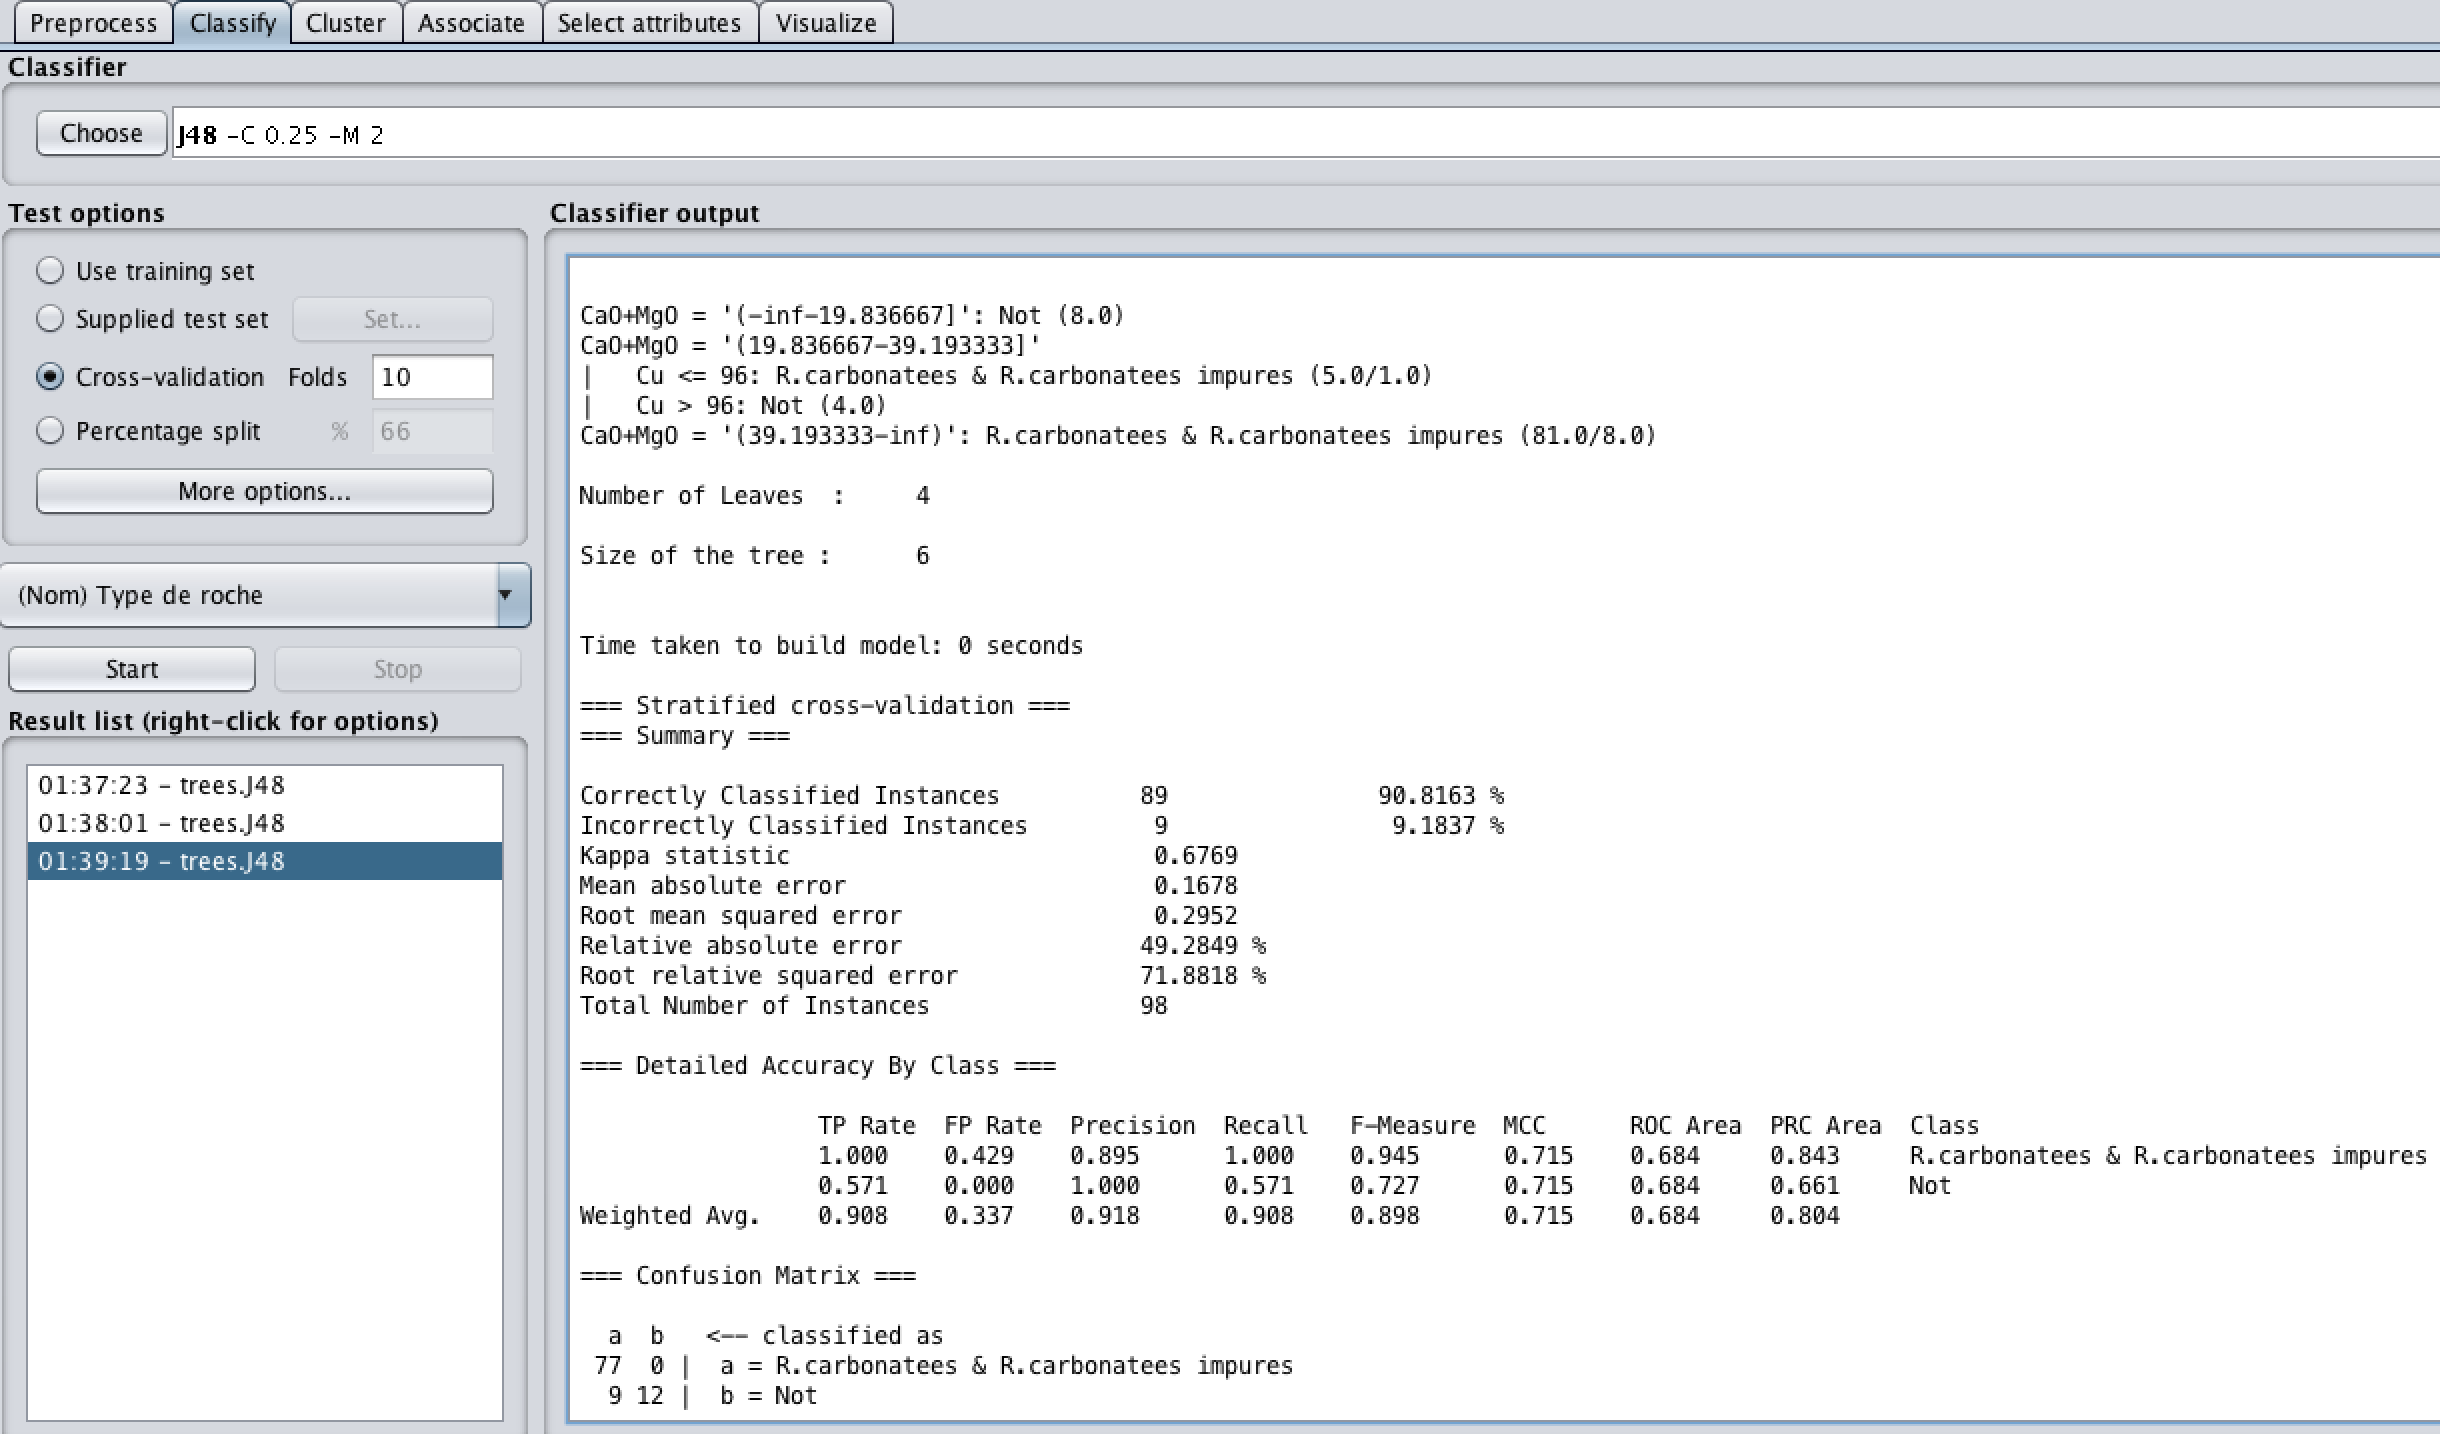 Preprocess Classify Cluster Associate Select attributes Visualize
Classifier
Choose J48 -C 0.25 -M 2
Test options
Use training set
Supplied test set Set...
Cross-validation Folds 10
Percentage split % 66
More options...
(Nom) Type de roche
Start Stop
Result list (right-click for options)
01:37:23 - trees.J48
01:38:01 - trees.J48
01:39:19 - trees.J48
Classifier output
CaO+MgO = '(-inf-19.836667]': Not (8.0)
CaO+MgO = '(19.836667-39.193333]'
|   Cu <= 96: R.carbonatees & R.carbonatees impures (5.0/1.0)
|   Cu > 96: Not (4.0)
CaO+MgO = '(39.193333-inf)': R.carbonatees & R.carbonatees impures (81.0/8.0)
Number of Leaves  : 4
Size of the tree : 6
Time taken to build model: 0 seconds
=== Stratified cross-validation ===
=== Summary ===
Correctly Classified Instances 89 90.8163 %
Incorrectly Classified Instances 9 9.1837 %
Kappa statistic 0.6769
Mean absolute error 0.1678
Root mean squared error 0.2952
Relative absolute error 49.2849 %
Root relative squared error 71.8818 %
Total Number of Instances 98
=== Detailed Accuracy By Class ===
TP Rate FP Rate Precision Recall F-Measure MCC ROC Area PRC Area Class
1.000 0.429 0.895 1.000 0.945 0.715 0.684 0.843 R.carbonatees & R.carbonatees impures
0.571 0.000 1.000 0.571 0.727 0.715 0.684 0.661 Not
Weighted Avg. 0.908 0.337 0.918 0.908 0.898 0.715 0.684 0.804
=== Confusion Matrix ===
a b <-- classified as
77 0 | a = R.carbonatees & R.carbonatees impures
9 12 | b = Not